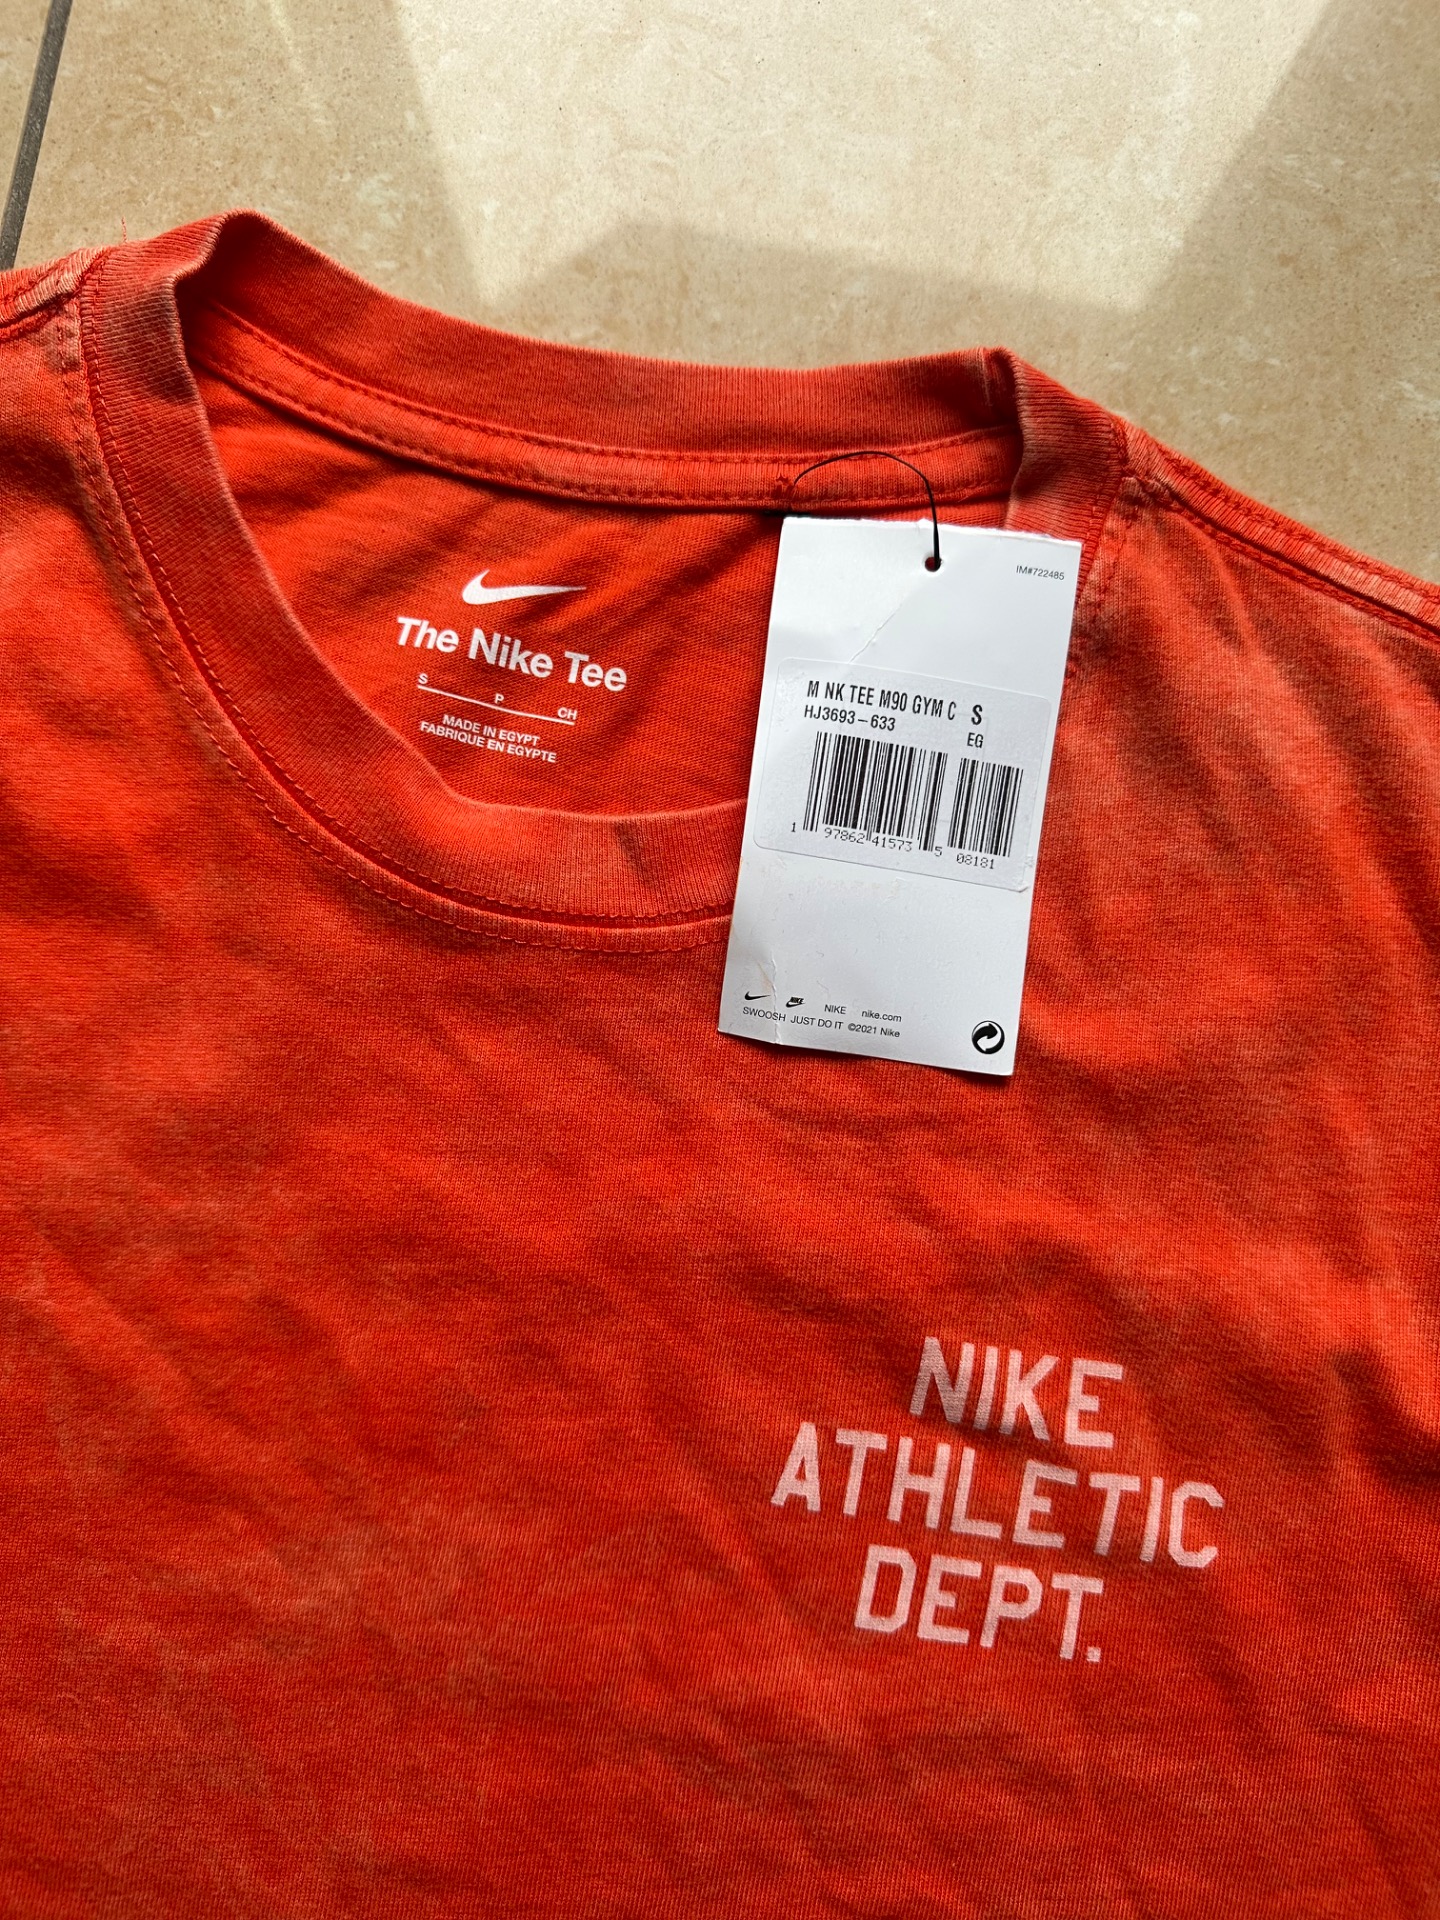 The Nike Tee
S P CH
MADE IN EGYPT
FABRIQUE EN EGYPTE
IM#722485
M NK TEE M90 GYM C S
HJ3693-633 EG
1 97862 41573 5 08181
NIKE
NIKE nike.com
SWOOSH JUST DO IT ©2021 Nike
NIKE
ATHLETIC
DEPT.